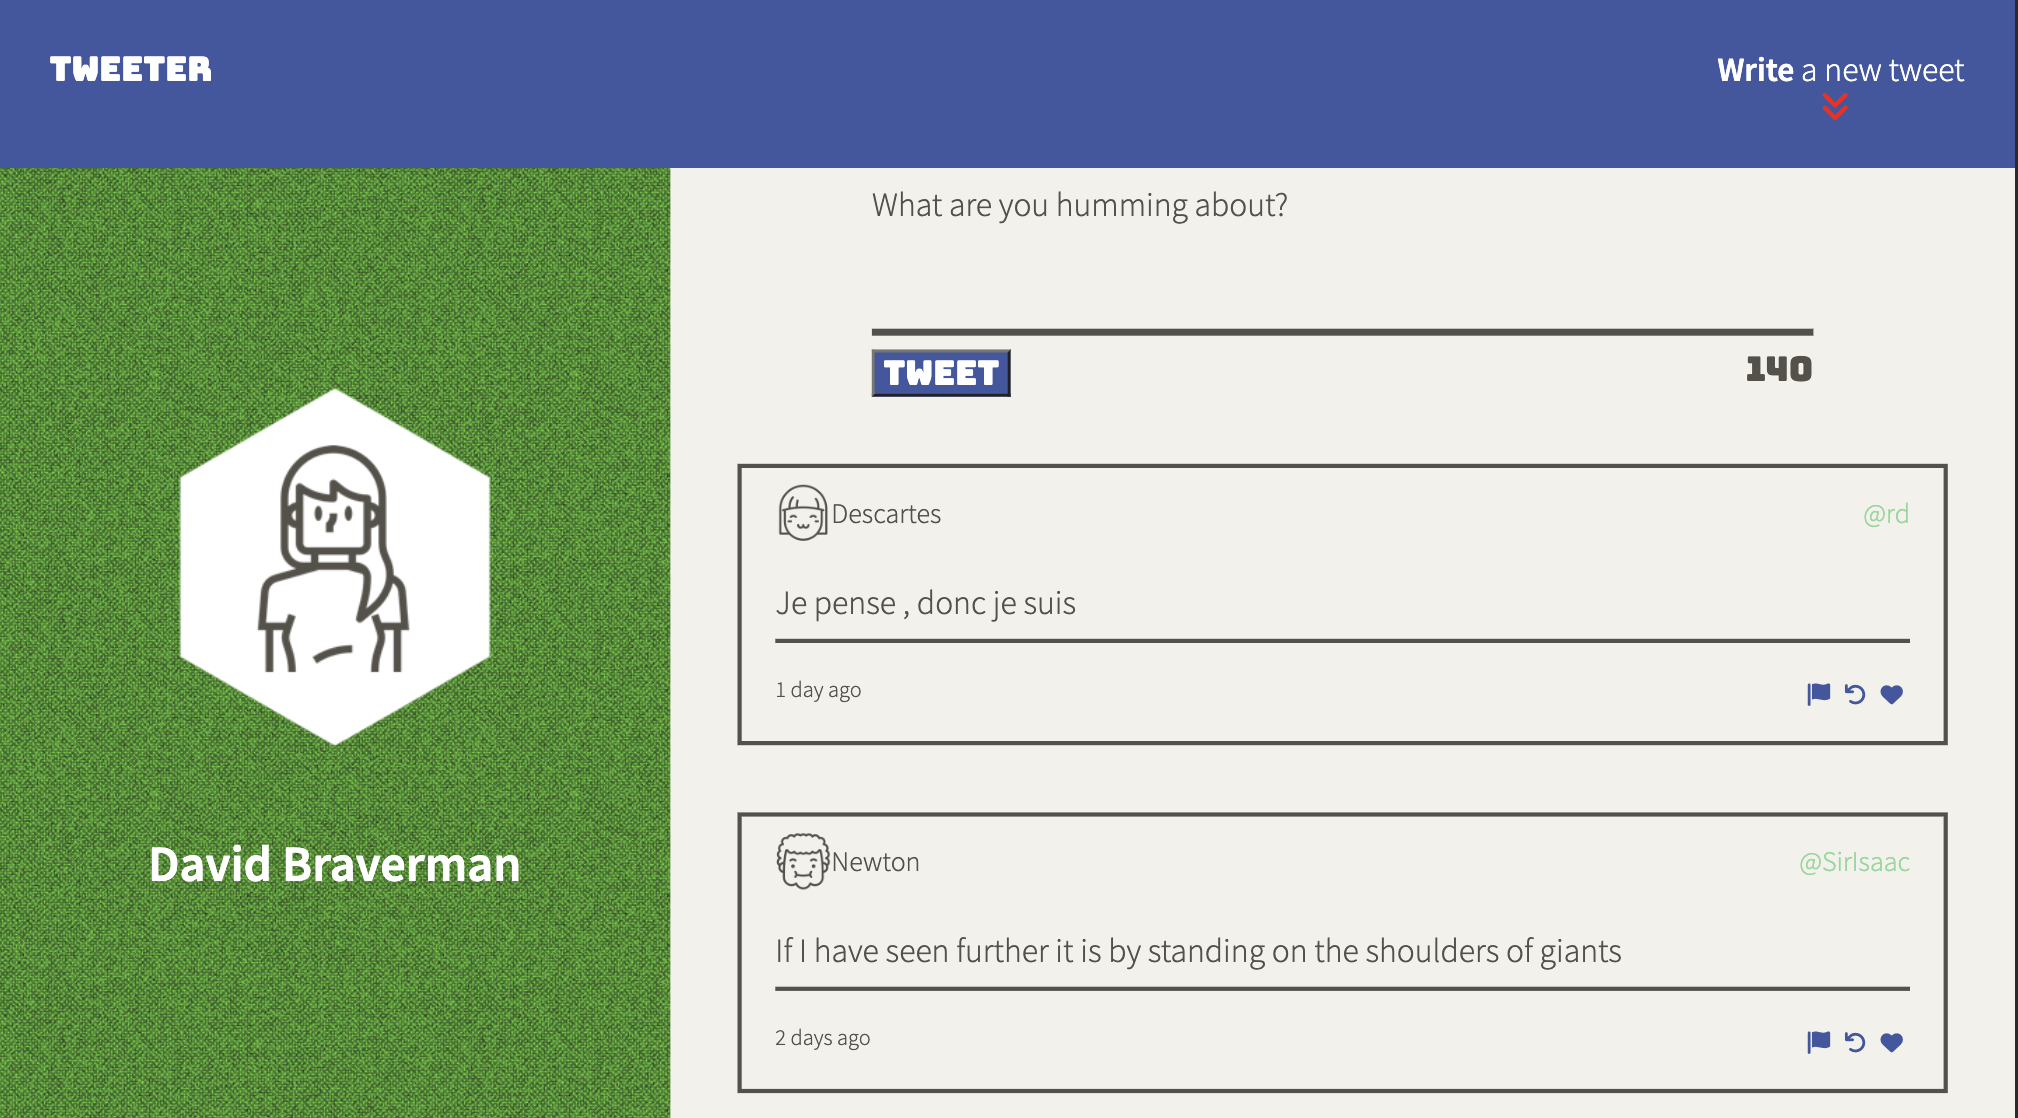 TWEETER
Write a new tweet
What are you humming about?
TWEET
140
David Braverman
Descartes
@rd
Je pense , donc je suis
1 day ago
Newton
@SirIsaac
If I have seen further it is by standing on the shoulders of giants
2 days ago